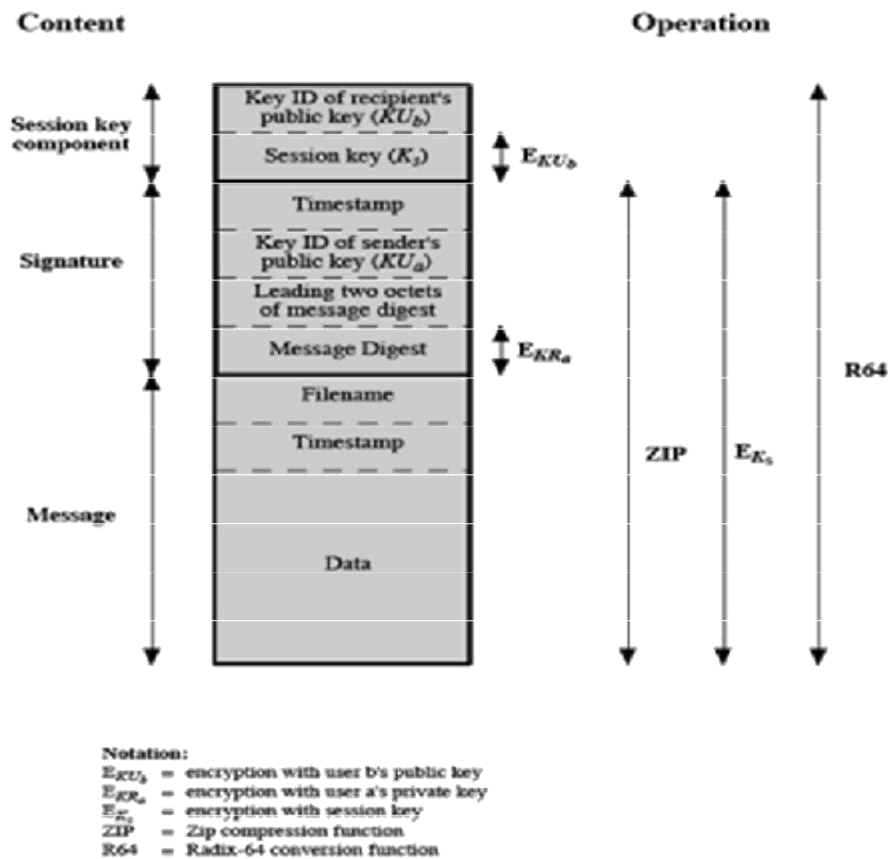 Content
Operation
Key ID of recipient's
public key (KUb)
Session key
component
Session key (Ks)
EKUb
Timestamp
Key ID of sender's
public key (KUa)
Signature
Leading two octets
of message digest
Message Digest
EKRa
R64
Filename
Timestamp
ZIP
EKs
Message
Data
Notation:
EKUb = encryption with user b's public key
EKRa = encryption with user a's private key
EKs = encryption with session key
ZIP = Zip compression function
R64 = Radix-64 conversion function